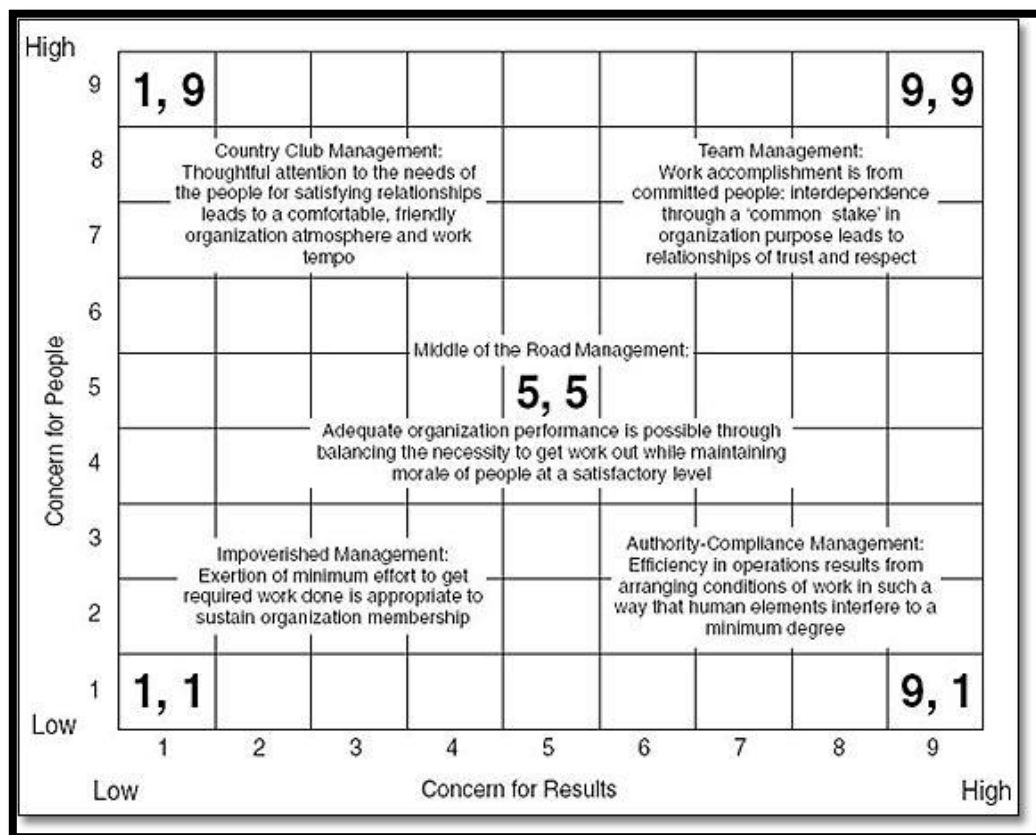 High
9
1, 9
9, 9
8
Country Club Management:
Thoughtful attention to the needs of
the people for satisfying relationships
leads to a comfortable, friendly
organization atmosphere and work
tempo
Team Management:
Work accomplishment is from
committed people: interdependence
through a ‘common stake’ in
organization purpose leads to
relationships of trust and respect
7
6
Concern for People
Middle of the Road Management:
5
5, 5
Adequate organization performance is possible through
balancing the necessity to get work out while maintaining
morale of people at a satisfactory level
4
3
Impoverished Management:
Exertion of minimum effort to get
required work done is appropriate to
sustain organization membership
Authority-Compliance Management:
Efficiency in operations results from
arranging conditions of work in such a
way that human elements interfere to a
minimum degree
2
1
1, 1
9, 1
Low
1 2 3 4 5 6 7 8 9
Low Concern for Results High